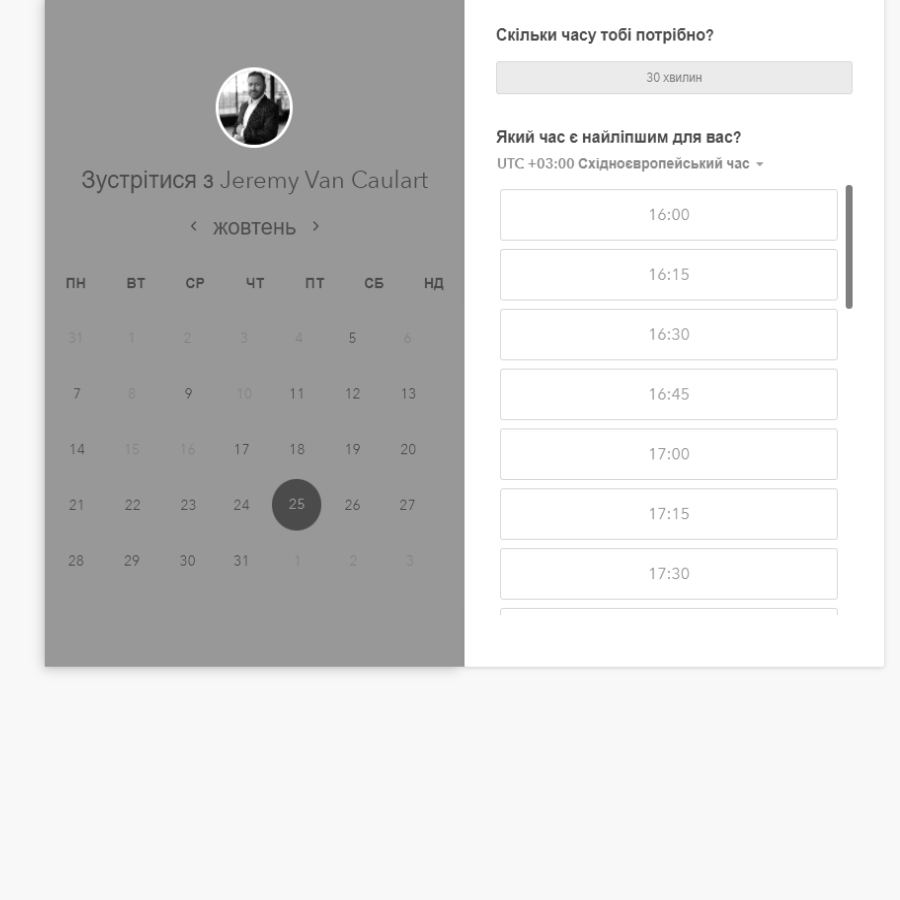 Зустрітися з Jeremy Van Caulart
жовтень
ПН ВТ СР ЧТ ПТ СБ НД
31 1 2 3 4 5 6
7 8 9 10 11 12 13
14 15 16 17 18 19 20
21 22 23 24 25 26 27
28 29 30 31 1 2 3
Скільки часу тобі потрібно?
30 хвилин
Який час є найліпшим для вас?
UTC +03:00 Східноєвропейський час
16:00
16:15
16:30
16:45
17:00
17:15
17:30